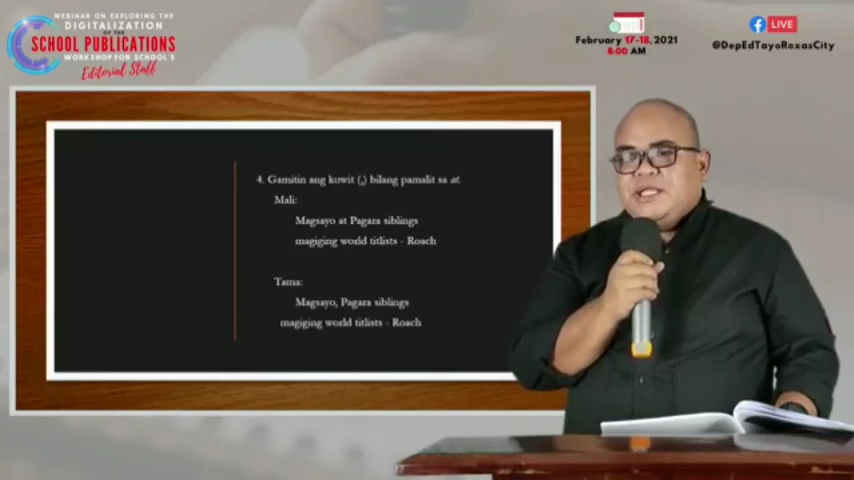 WEBINAR ON EXPLORING THE
DIGITALIZATION
OF THE
SCHOOL PUBLICATIONS
WORKSHOP FOR SCHOOL'S
Editorial Staff
February 17-18, 2021
8:00 AM
LIVE
@DepEdTayoRoxasCity
4. Gamitin ang kuwit (,) bilang pamalit sa at.
Mali:
Magsayo at Pagara siblings
magiging world titlists - Roach
Tama:
Magsayo, Pagara siblings
magiging world titlists - Roach